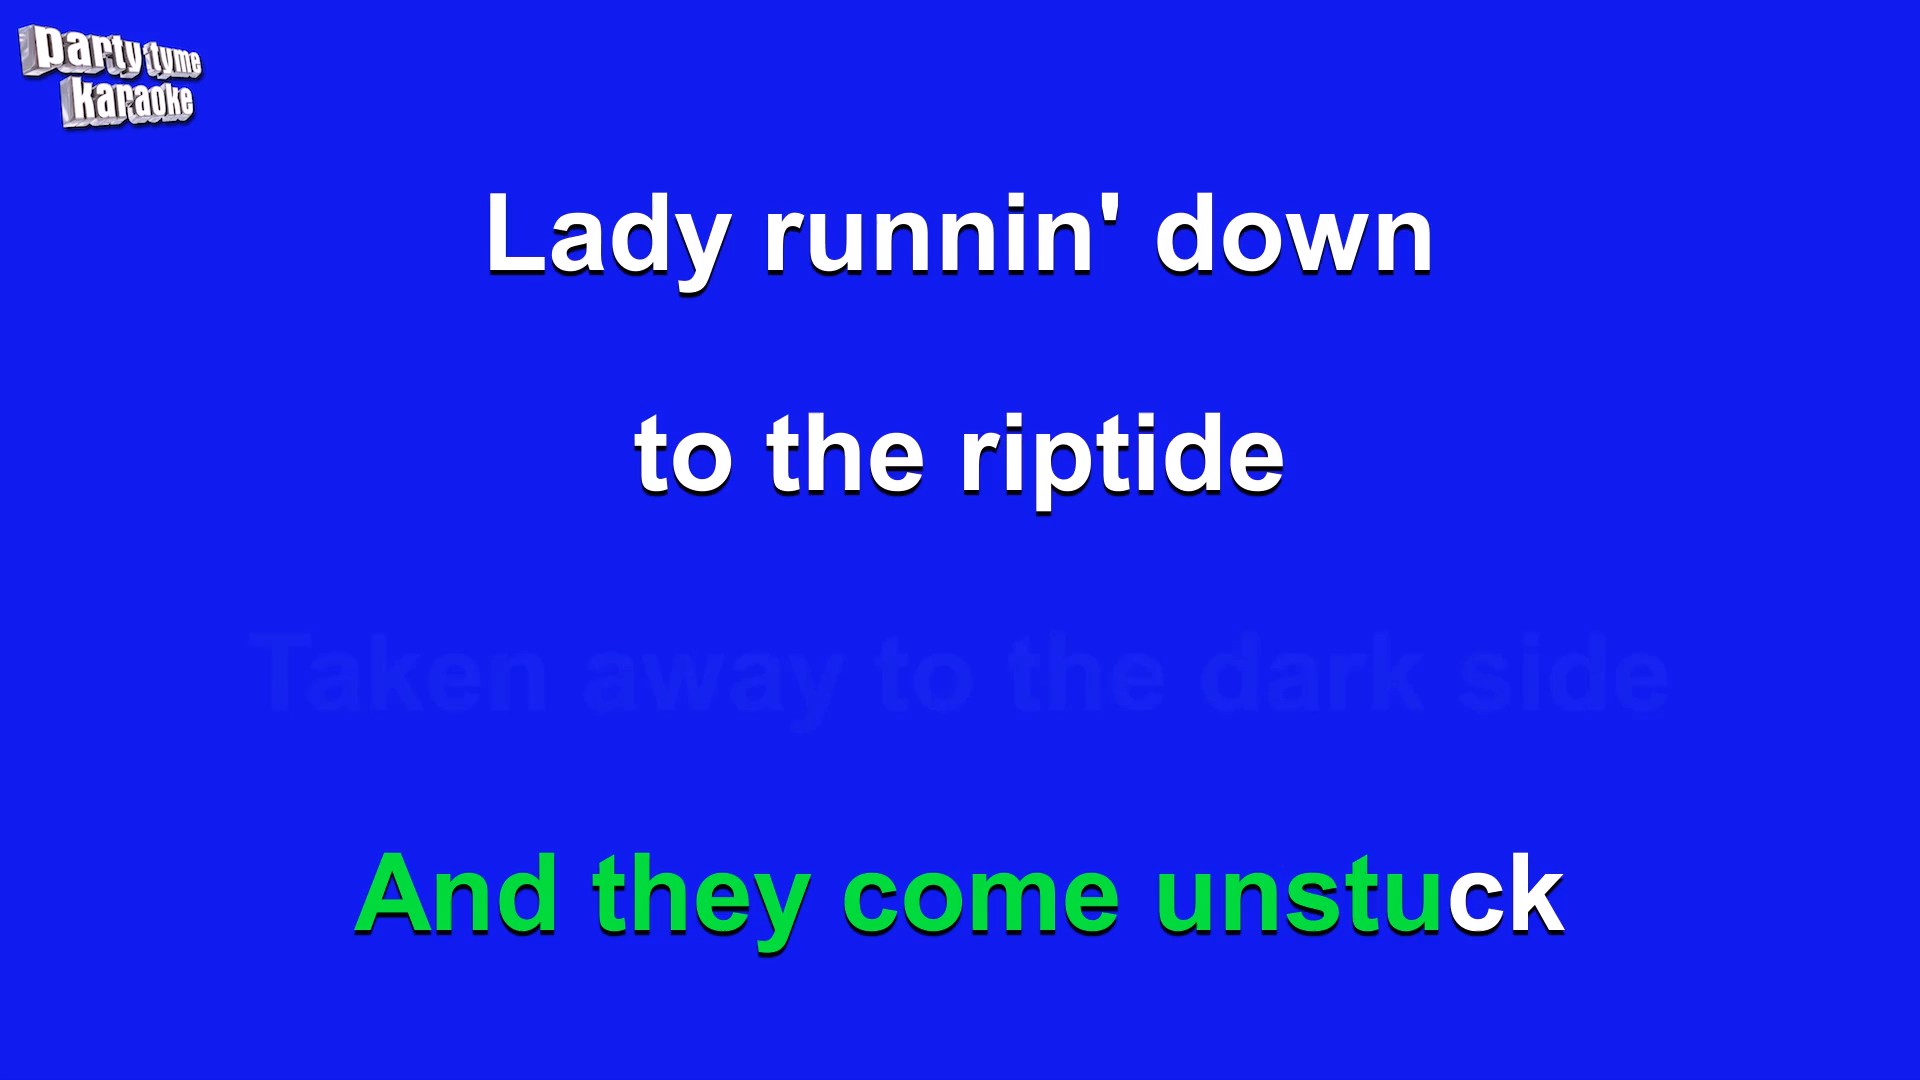 party tyme
karaoke
Lady runnin' down
to the riptide
Taken away to the dark side
And they come unstuck